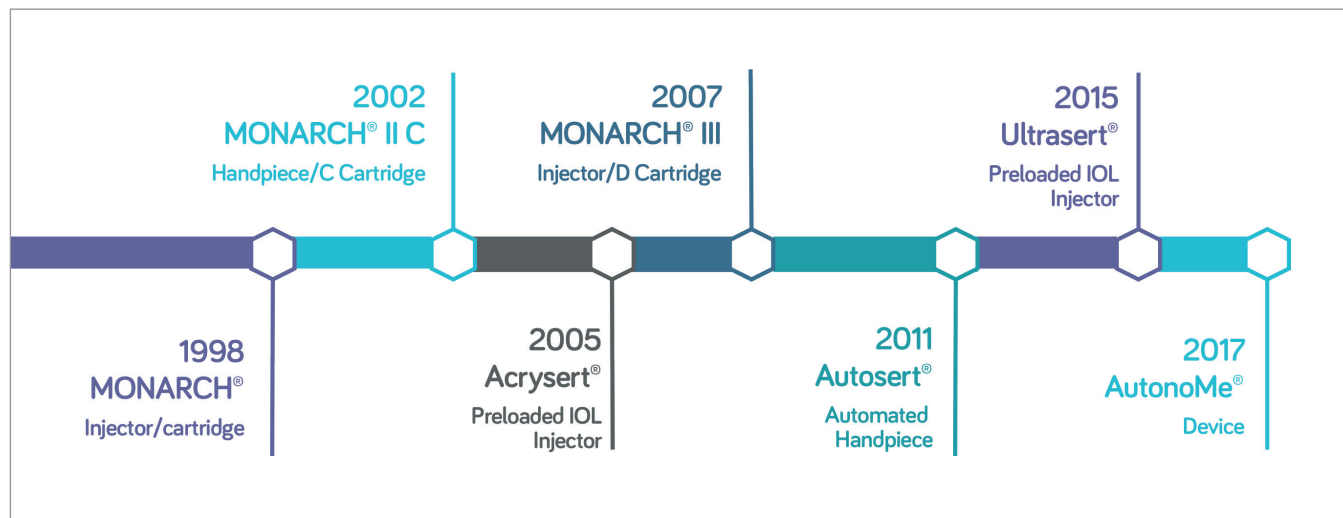 1998
MONARCH®
Injector/cartridge
2002
MONARCH® II C
Handpiece/C Cartridge
2005
Acrysert®
Preloaded IOL
Injector
2007
MONARCH® III
Injector/D Cartridge
2011
Autosert®
Automated
Handpiece
2015
Ultrasert®
Preloaded IOL
Injector
2017
AutonoMe®
Device